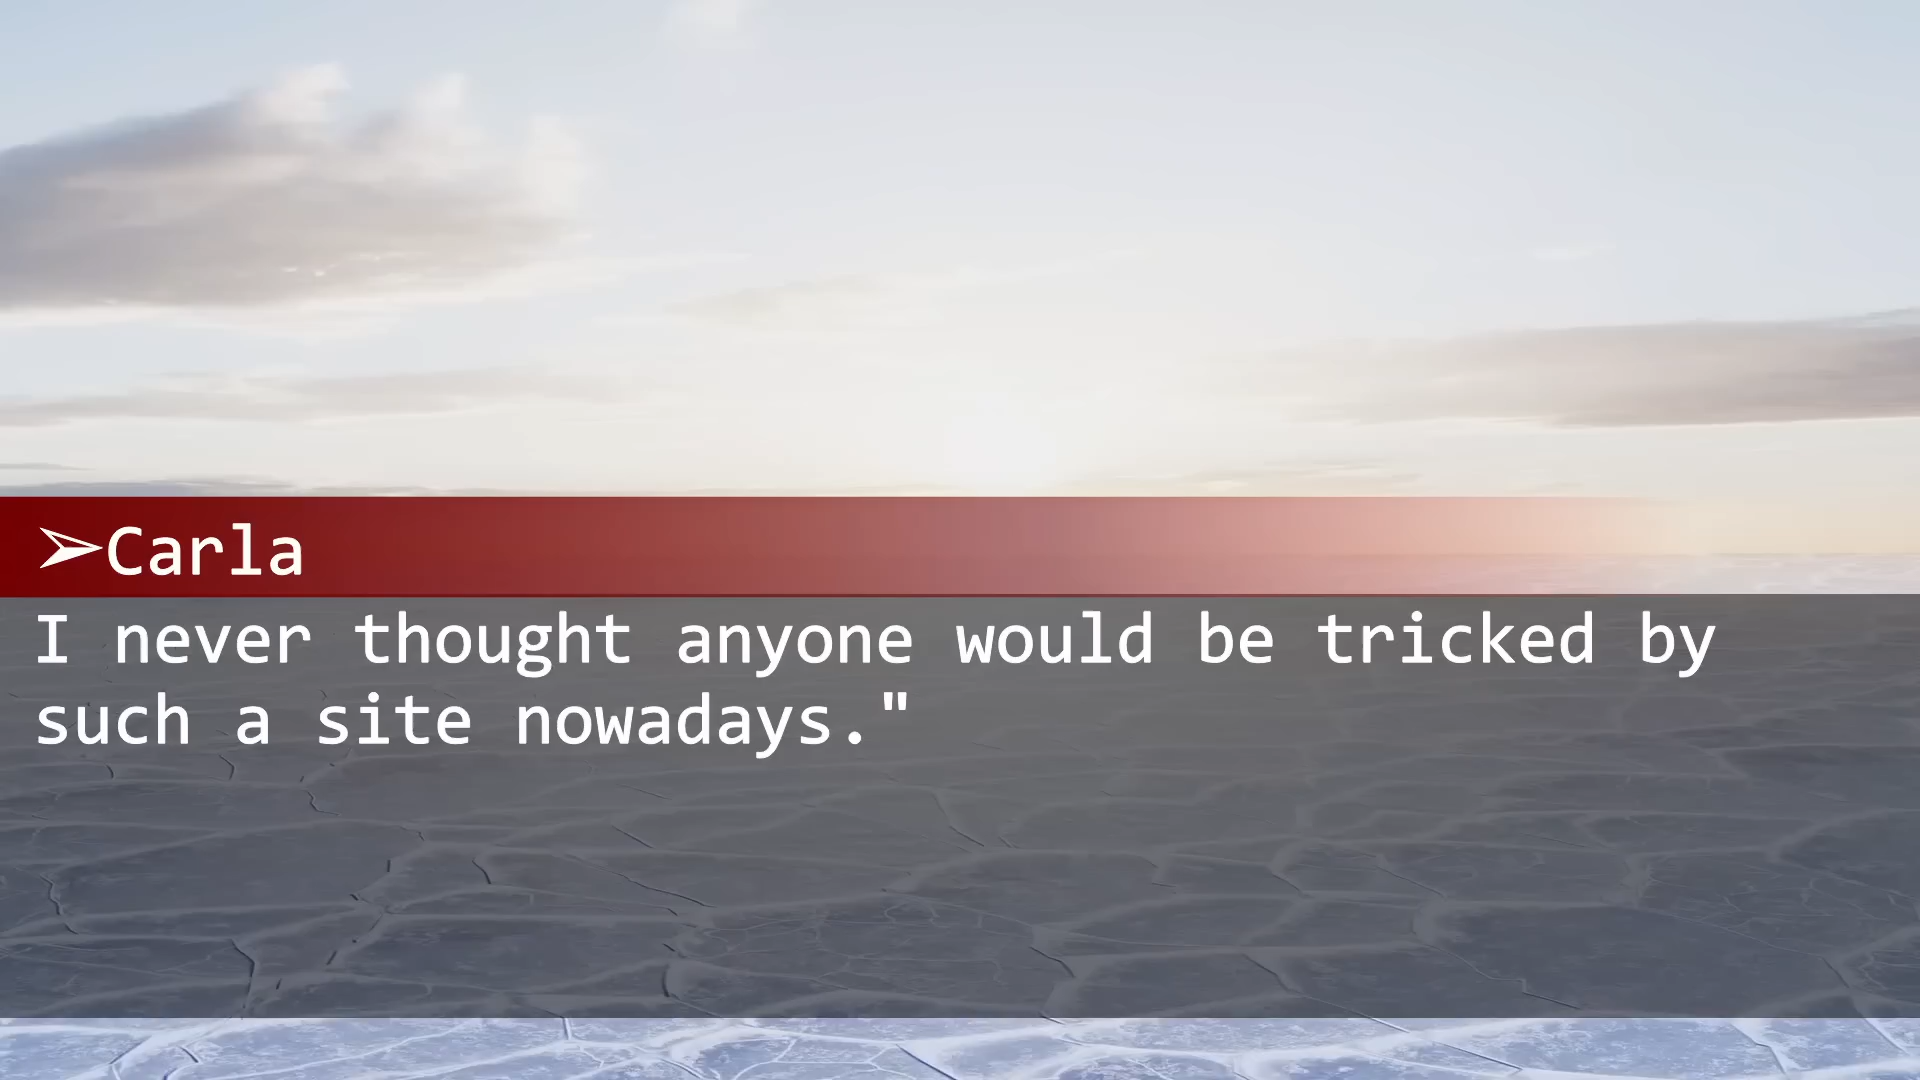 ➢Carla
I never thought anyone would be tricked by
such a site nowadays."